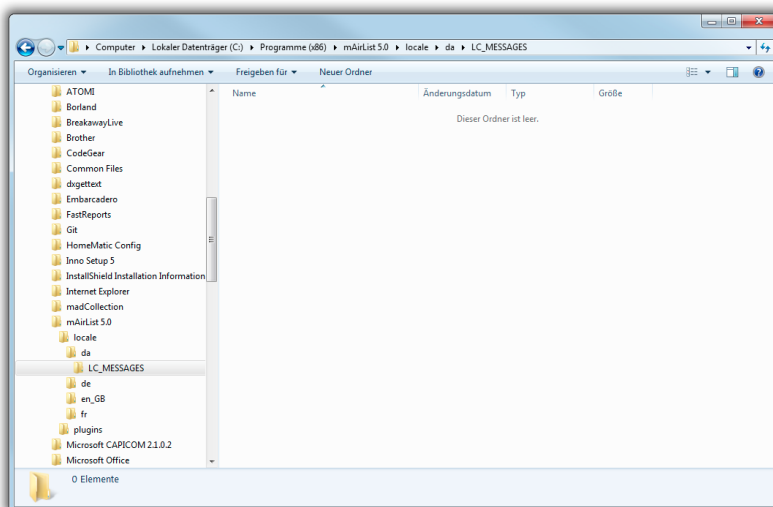 Computer ▸ Lokaler Datenträger (C:) ▸ Programme (x86) ▸ mAirList 5.0 ▸ locale ▸ da ▸ LC_MESSAGES
Organisieren In Bibliothek aufnehmen Freigeben für Neuer Ordner
Name Änderungsdatum Typ Größe
Dieser Ordner ist leer.
ATOMI
Borland
BreakawayLive
Brother
CodeGear
Common Files
dxgettext
Embarcadero
FastReports
Git
HomeMatic Config
Inno Setup 5
InstallShield Installation Information
Internet Explorer
madCollection
mAirList 5.0
locale
da
LC_MESSAGES
de
en_GB
fr
plugins
Microsoft CAPICOM 2.1.0.2
Microsoft Office
0 Elemente